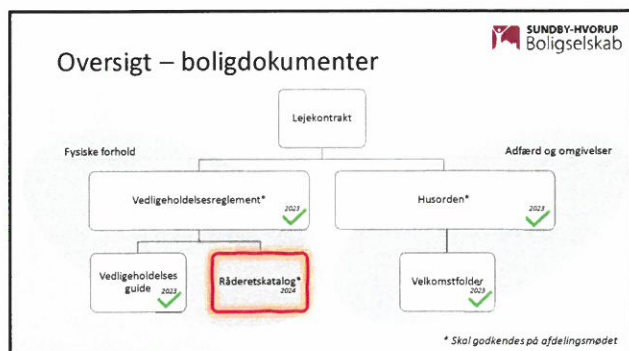 SUNDBY-HVORUP
Boligselskab
Oversigt – boligdokumenter
Lejekontrakt
Fysiske forhold
Adfærd og omgivelser
Vedligeholdelsesreglement*
2023
Husorden*
2023
Vedligeholdelses
guide
2023
Råderetskatalog*
2024
Velkomstfolder
2023
* Skal godkendes på afdelingsmødet